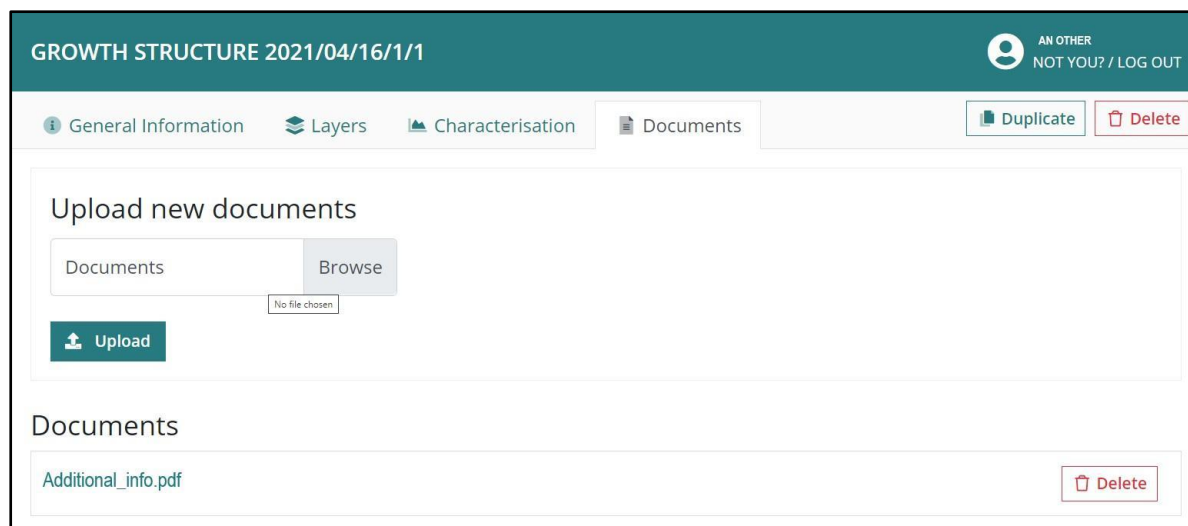 GROWTH STRUCTURE 2021/04/16/1/1
AN OTHER
NOT YOU? / LOG OUT
General Information Layers Characterisation Documents Duplicate Delete
Upload new documents
Documents Browse
No file chosen
Upload
Documents
Additional_info.pdf Delete